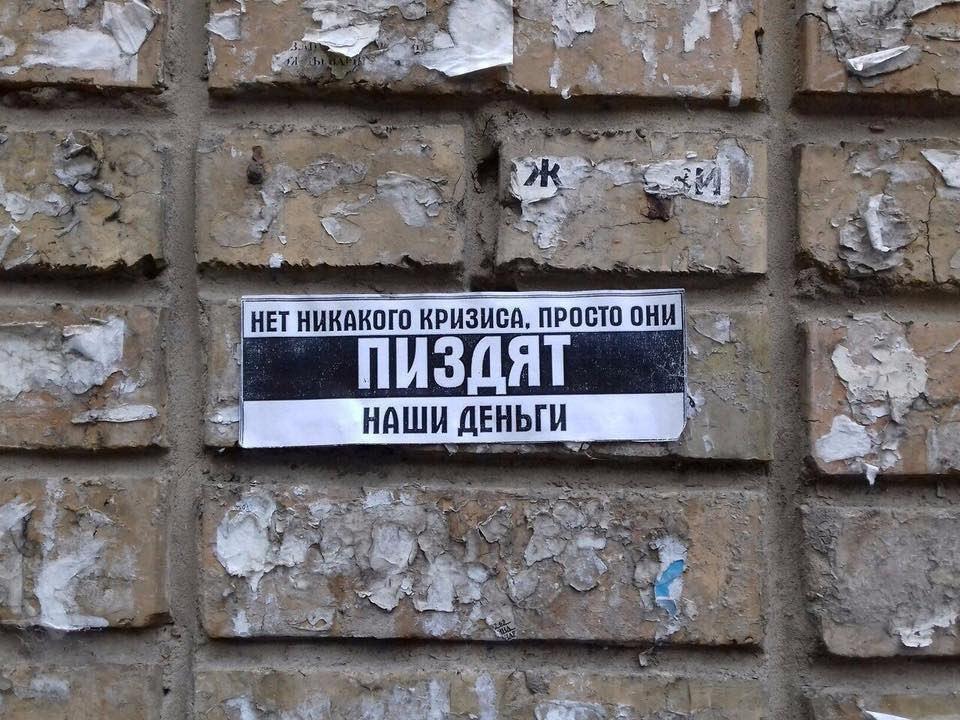 Ж И
НЕТ НИКАКОГО КРИЗИСА, ПРОСТО ОНИ
ПИЗДЯТ
НАШИ ДЕНЬГИ